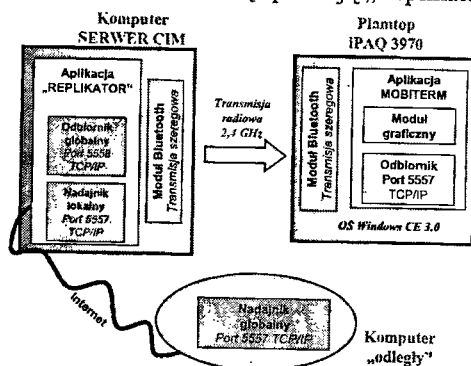 Komputer
SERWER CIM
Aplikacja
„REPLIKATOR"
Odbiornik
globalny
Port 5558
TCP/IP
Nadajnik
lokalny
Port 5557
TCP/IP
Moduł Bluetooth
Transmisja szeregowa
Transmisja
radiowa
2,4 GHz
Plamtop
iPAQ 3970
Moduł Bluetooth
Transmisja szeregowa
Aplikacja
MOBITERM
Moduł
graficzny
Odbiornik
Port 5557
TCP/IP
OS Windows CE 3.0
Internet
Nadajnik
globalny
Port 5557 TCP/IP
Komputer
„odległy"